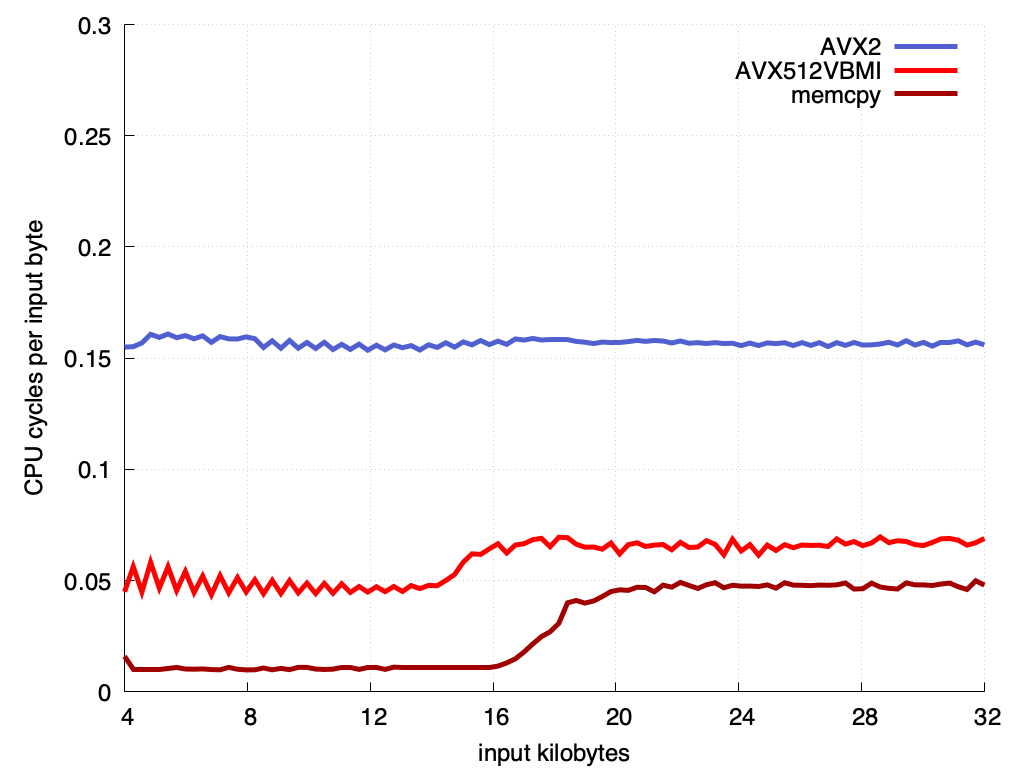 0.3
0.25
0.2
0.15
0.1
0.05
0
CPU cycles per input byte
AVX2
AVX512VBMI
memcpy
4 8 12 16 20 24 28 32
input kilobytes